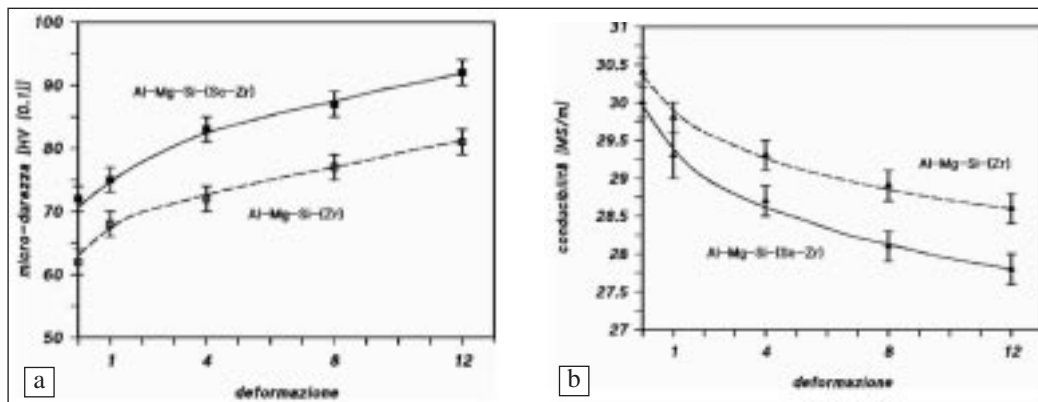 100
90
80
70
60
50
micro-durezza [HV (0.1)]
Al-Mg-Si-(Sc-Zr)
Al-Mg-Si-(Zr)
1 4 8 12
deformazione
a
31
30.5
30
29.5
29
28.5
28
27.5
27
conducibilità [MS/m]
Al-Mg-Si-(Zr)
Al-Mg-Si-(Sc-Zr)
1 4 8 12
deformazione
b